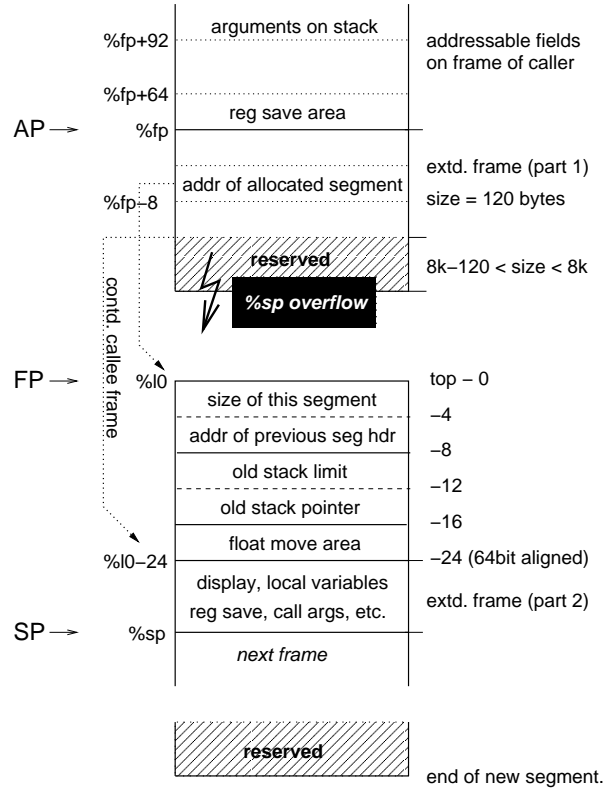 arguments on stack
%fp+92
addressable fields
on frame of caller
%fp+64
reg save area
AP
%fp
extd. frame (part 1)
addr of allocated segment
%fp−8
size = 120 bytes
reserved
8k−120 < size < 8k
%sp overflow
contd. callee frame
FP
%l0
top − 0
size of this segment
−4
addr of previous seg hdr
−8
old stack limit
−12
old stack pointer
−16
float move area
%l0−24
−24 (64bit aligned)
display, local variables
reg save, call args, etc.
extd. frame (part 2)
SP
%sp
next frame
reserved
end of new segment.